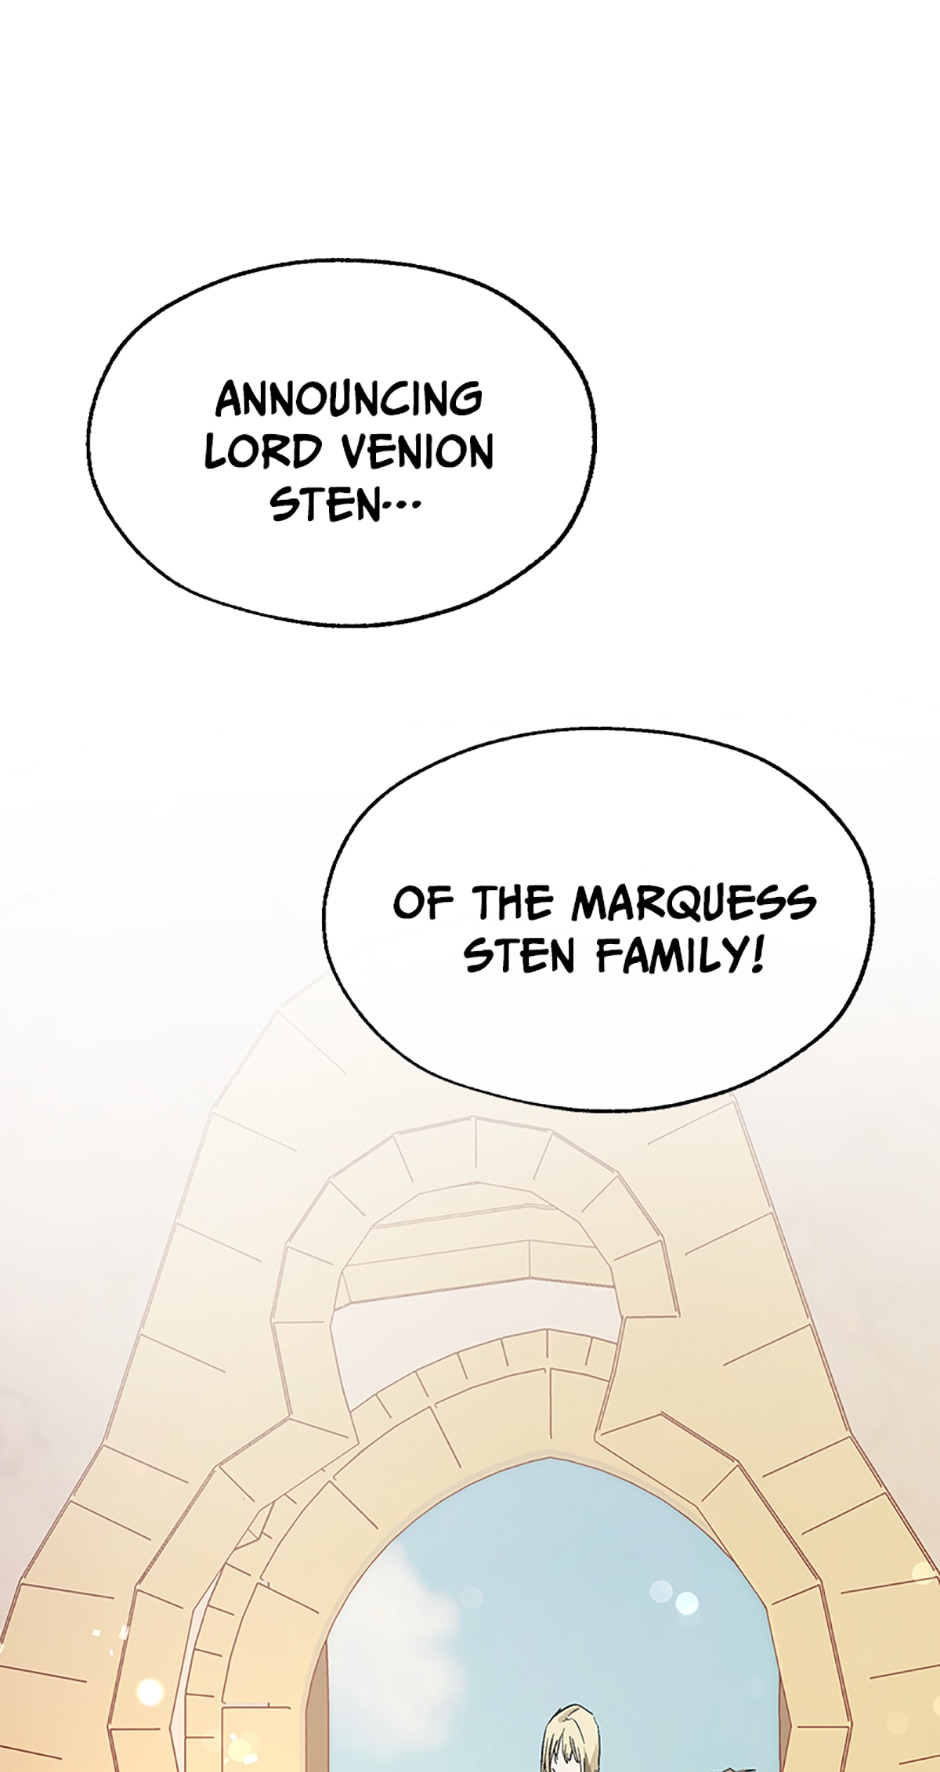 ANNOUNCING
LORD VENION
STEN...
OF THE MARQUESS
STEN FAMILY!